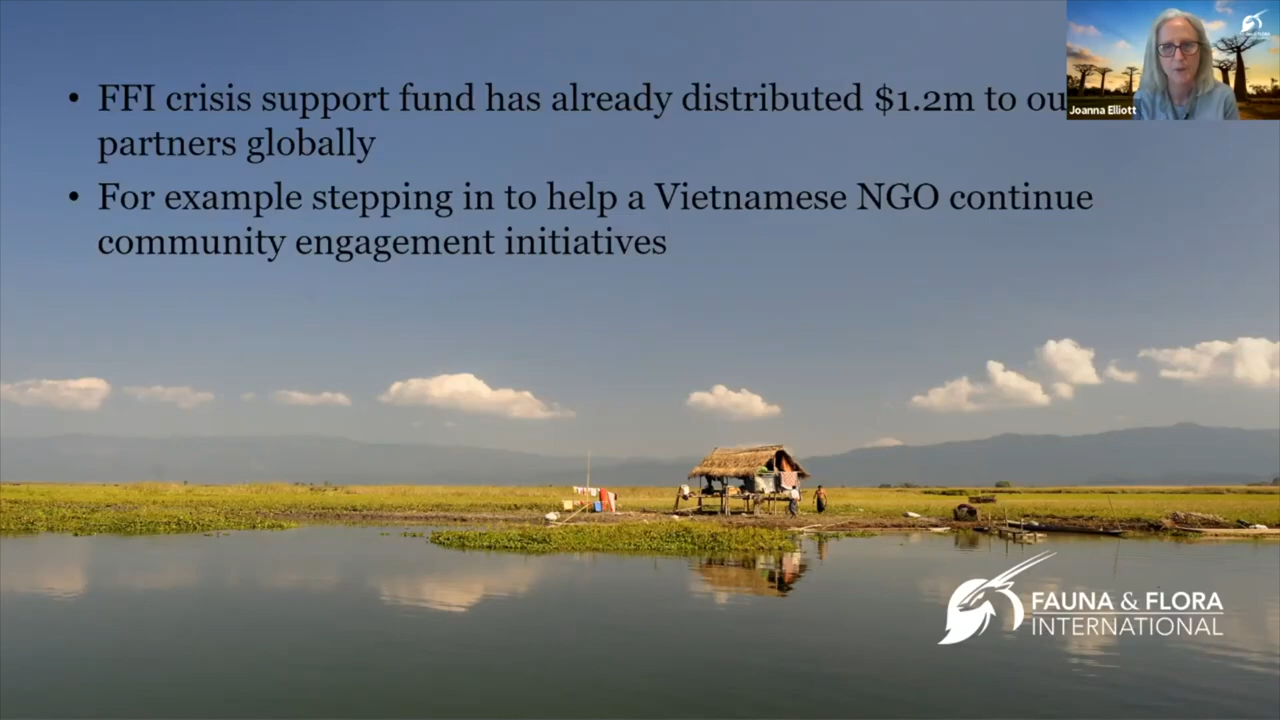 • FFI crisis support fund has already distributed $1.2m to ou
partners globally
• For example stepping in to help a Vietnamese NGO continue
community engagement initiatives
Joanna Elliott
FAUNA & FLORA
INTERNATIONAL